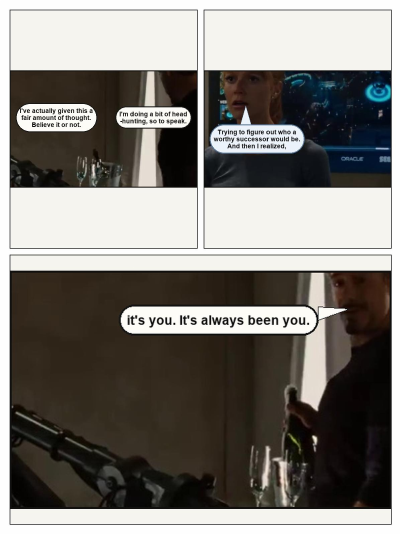 I've actually given this a
fair amount of thought.
Believe it or not.
I'm doing a bit of head
-hunting, so to speak.
Trying to figure out who a
worthy successor would be.
And then I realized,
ORACLE
it's you. It's always been you.